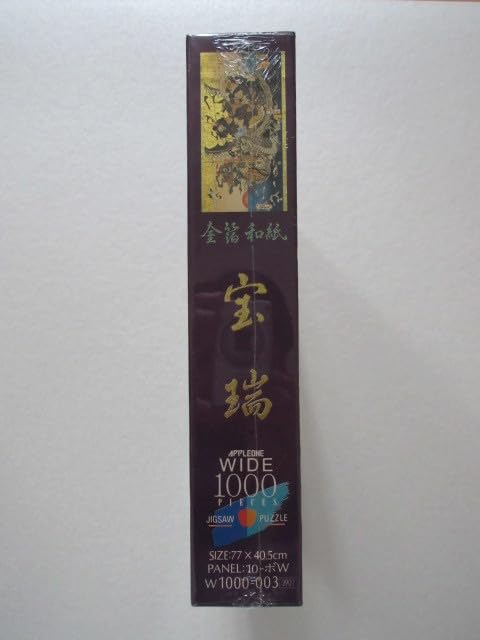 金箔和紙
宝
瑞
APPLEONE
WIDE
1000
PIECES
JIGSAW PUZZLE
SIZE:77×40.5cm
PANEL:10-ボW
W1000-003